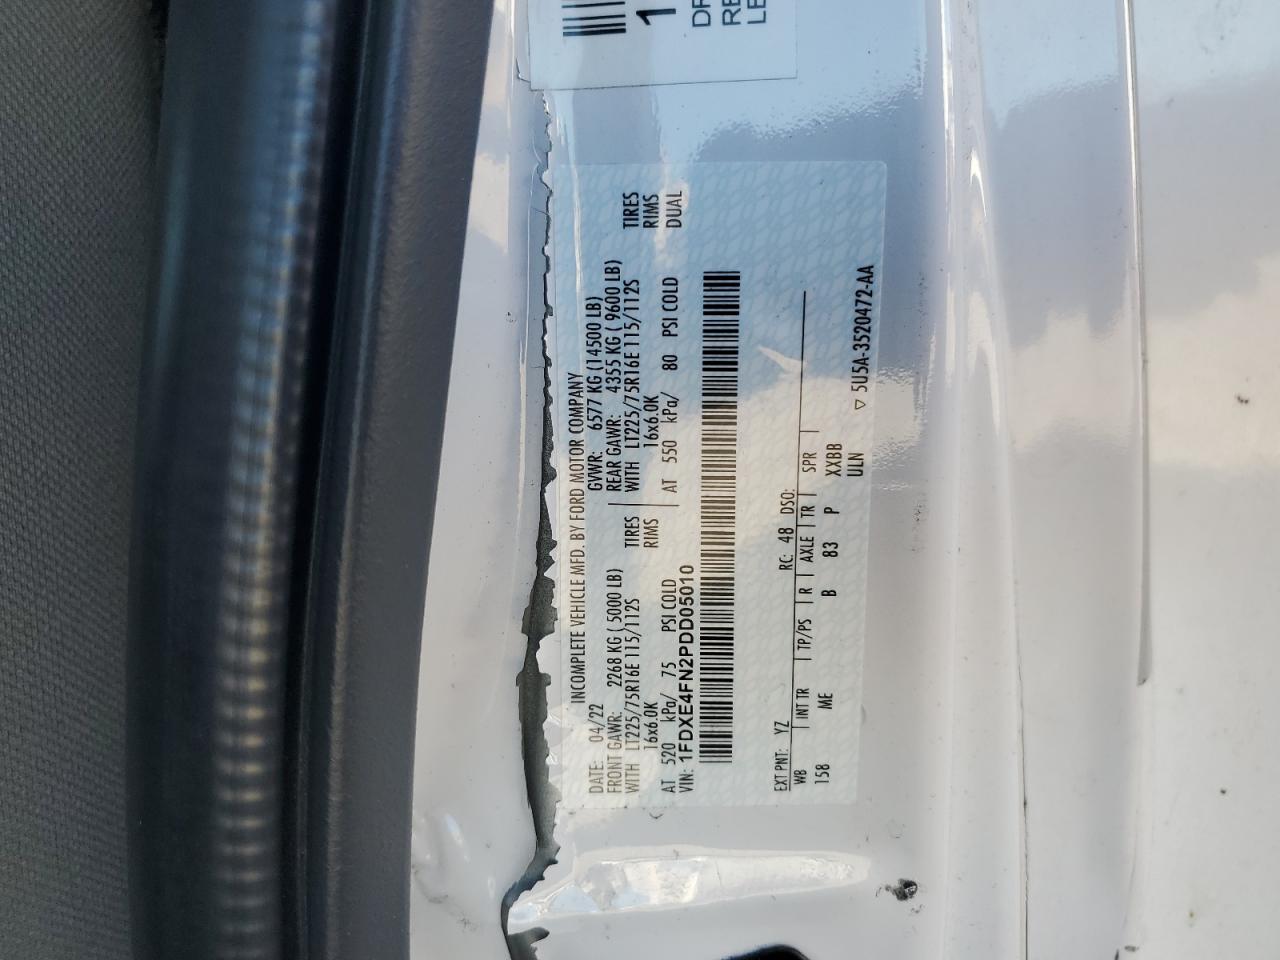 1
DR
RE
LE
INCOMPLETE VEHICLE MFD. BY FORD MOTOR COMPANY
DATE: 04/22 GVWR: 6577 KG (14500 LB)
FRONT GAWR: 2268 KG ( 5000 LB) REAR GAWR: 4355 KG ( 9600 LB)
WITH LT225/75R16E 115/112S TIRES WITH LT225/75R16E 115/112S TIRES
16x6.0K RIMS 16x6.0K RIMS
AT 520 kPa/ 75 PSI COLD AT 550 kPa/ 80 PSI COLD DUAL
VIN: 1FDXE4FN2PDD05010
EXT PNT: YZ RC: 48 DSO:
WB INT TR TP/PS R AXLE TR SPR
158 ME B 83 P XXBB
ULN
▽ 5U5A-3520472-AA